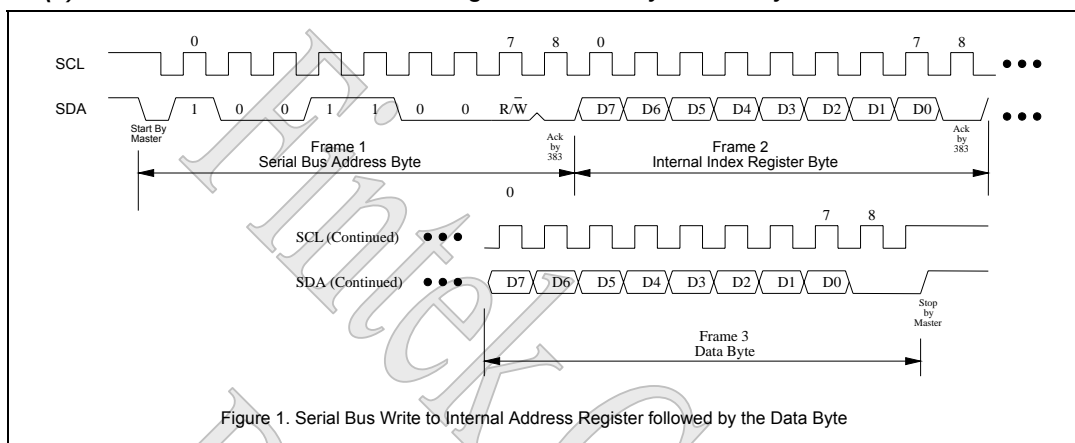 0 7 8 0 7 8
SCL
SDA 1 0 0 1 1 0 0 R/W̅ D7 D6 D5 D4 D3 D2 D1 D0
Start By
Master
Ack
by
383
Ack
by
383
Frame 1
Serial Bus Address Byte
Frame 2
Internal Index Register Byte
0 7 8
SCL (Continued)
SDA (Continued) D7 D6 D5 D4 D3 D2 D1 D0
Stop
by
Master
Frame 3
Data Byte
Figure 1. Serial Bus Write to Internal Address Register followed by the Data Byte
Fintek